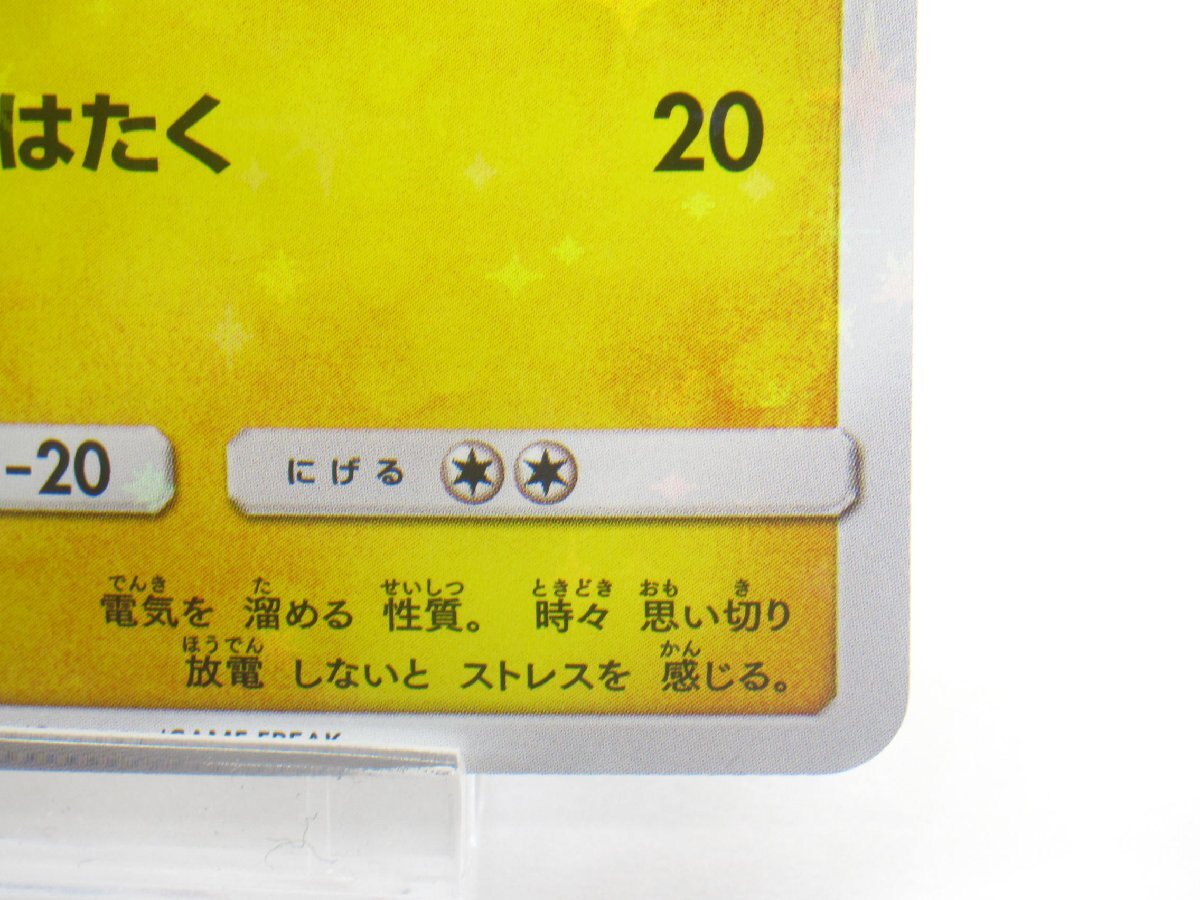 はたく 20
-20 にげる
でんき た せいしつ ときどき おも き
電気を 溜める 性質。 時々 思い切り
ほうでん かん
放電 しないと ストレスを 感じる。
/GAME FREAK